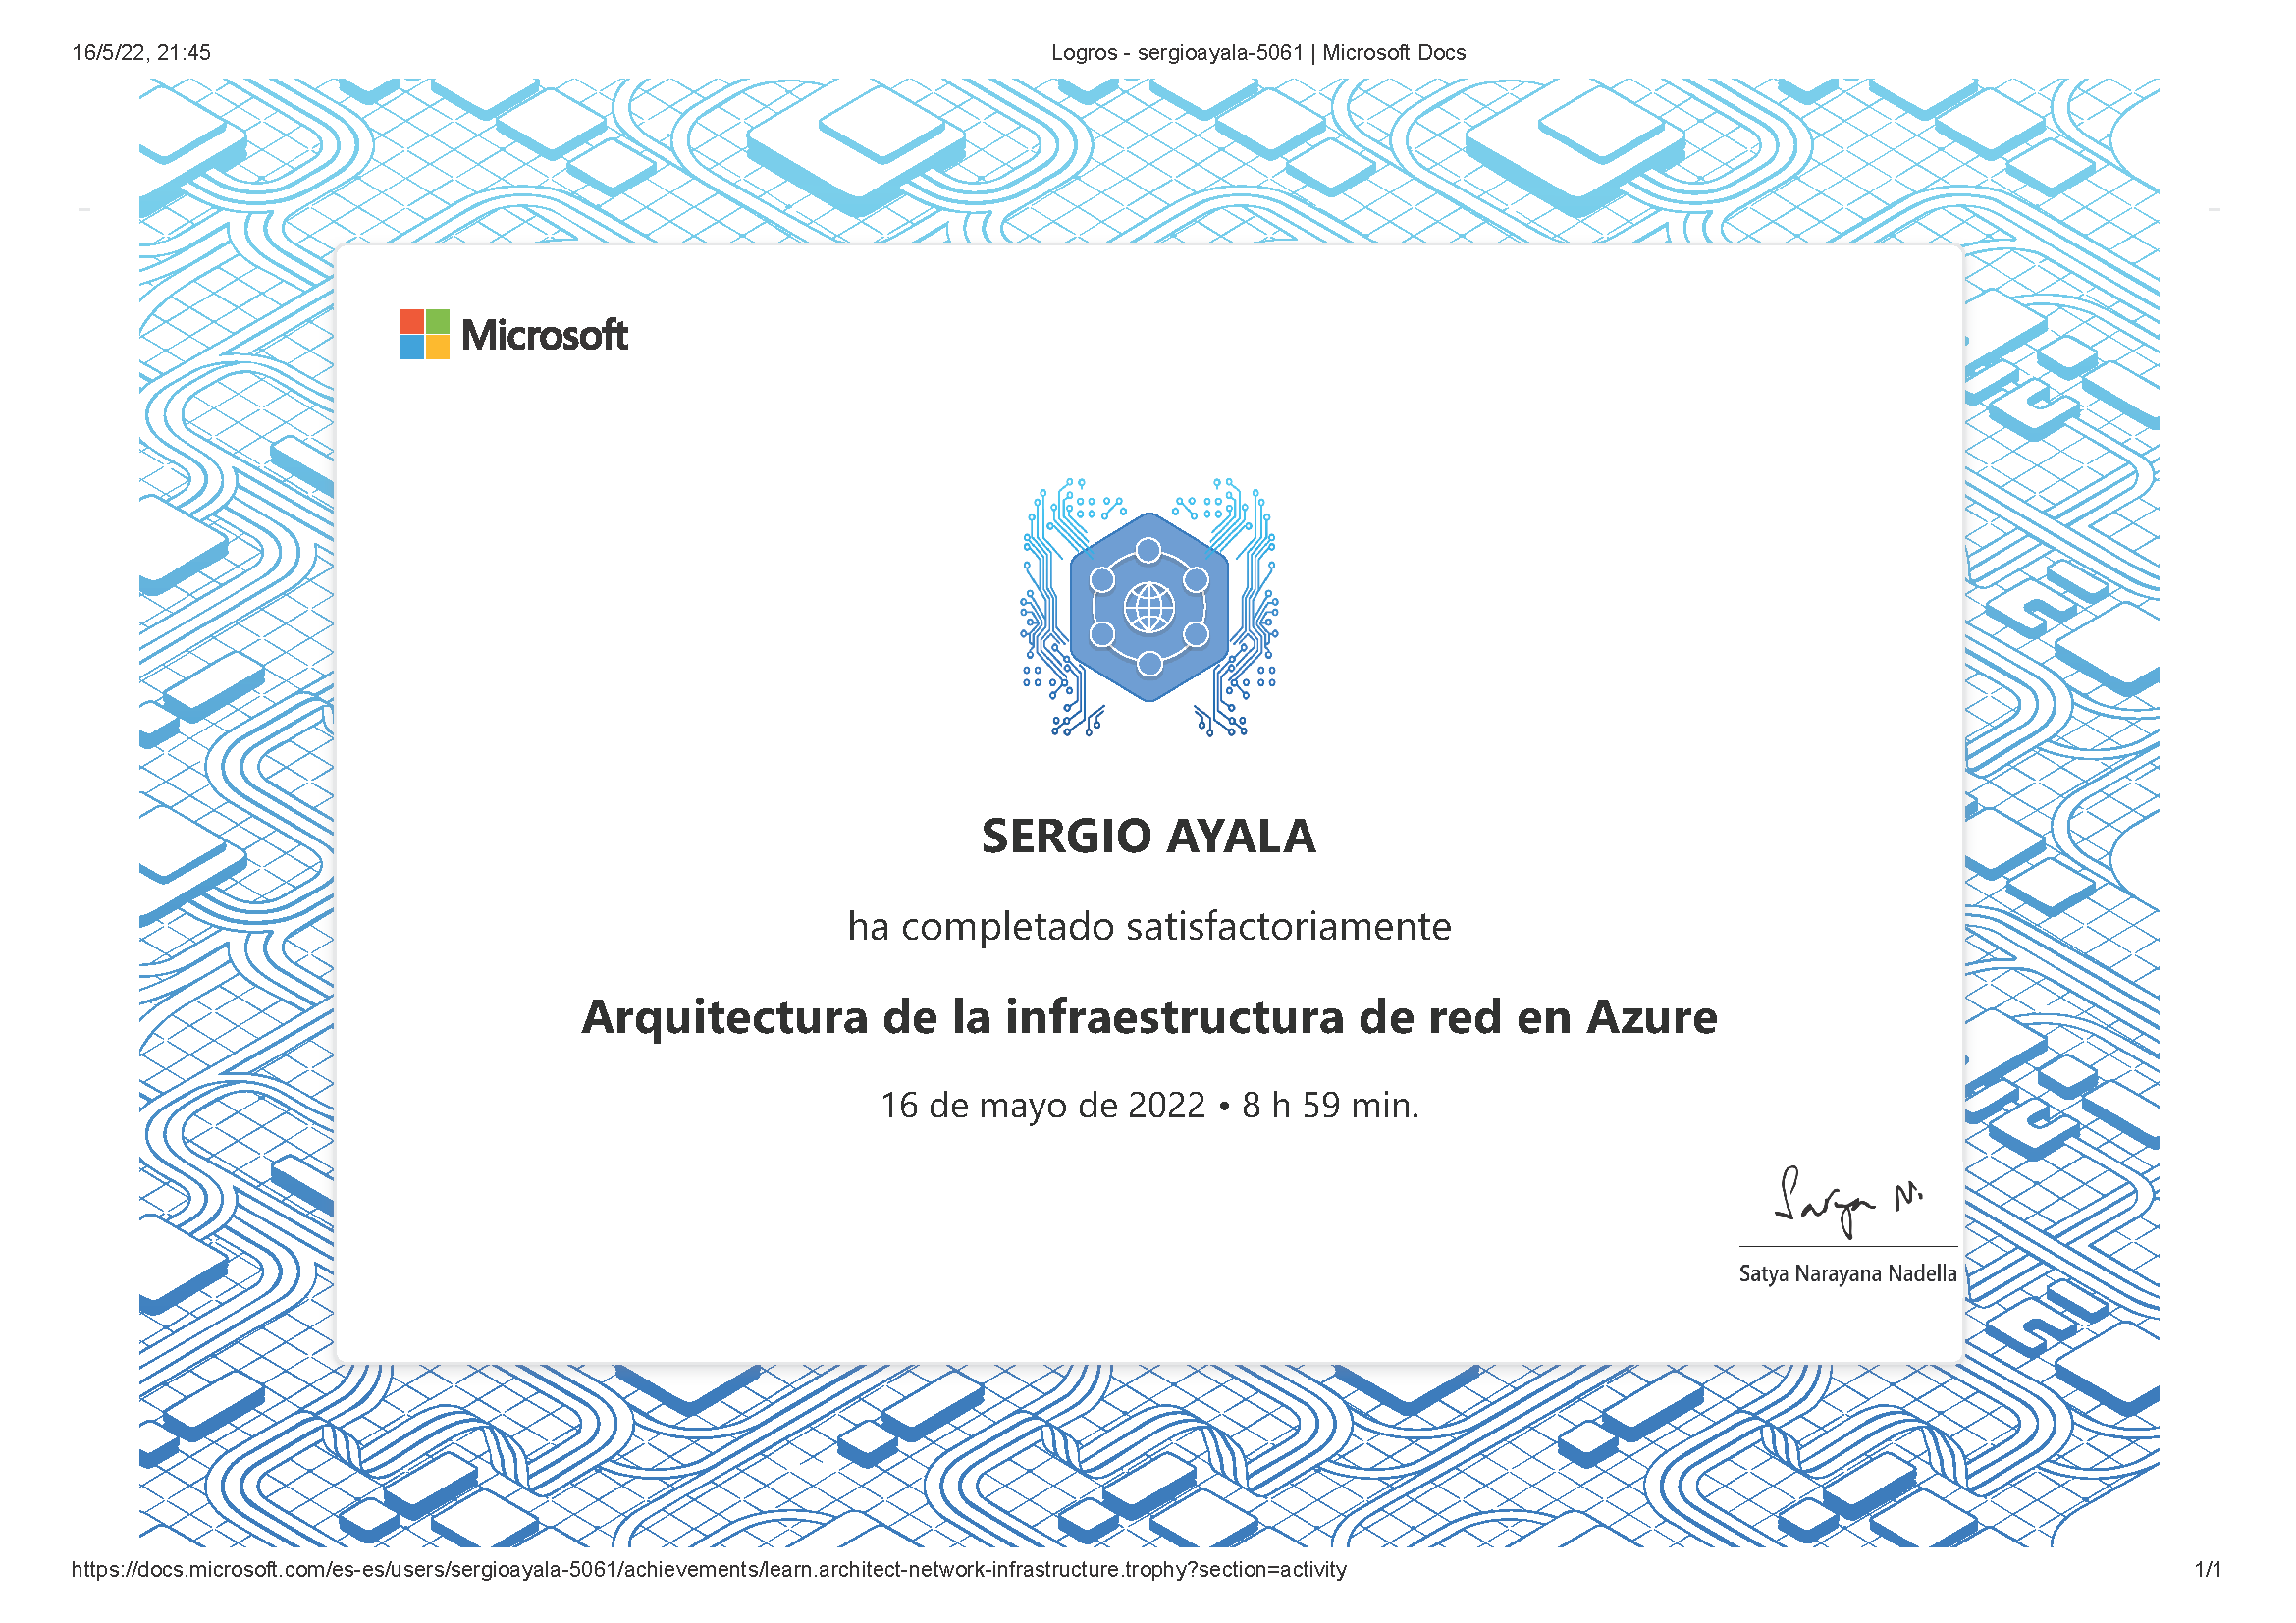 16/5/22, 21:45
Logros - sergioayala-5061 | Microsoft Docs
Microsoft
SERGIO AYALA
ha completado satisfactoriamente
Arquitectura de la infraestructura de red en Azure
16 de mayo de 2022 • 8 h 59 min.
Satya N.
Satya Narayana Nadella
https://docs.microsoft.com/es-es/users/sergioayala-5061/achievements/learn.architect-network-infrastructure.trophy?section=activity
1/1